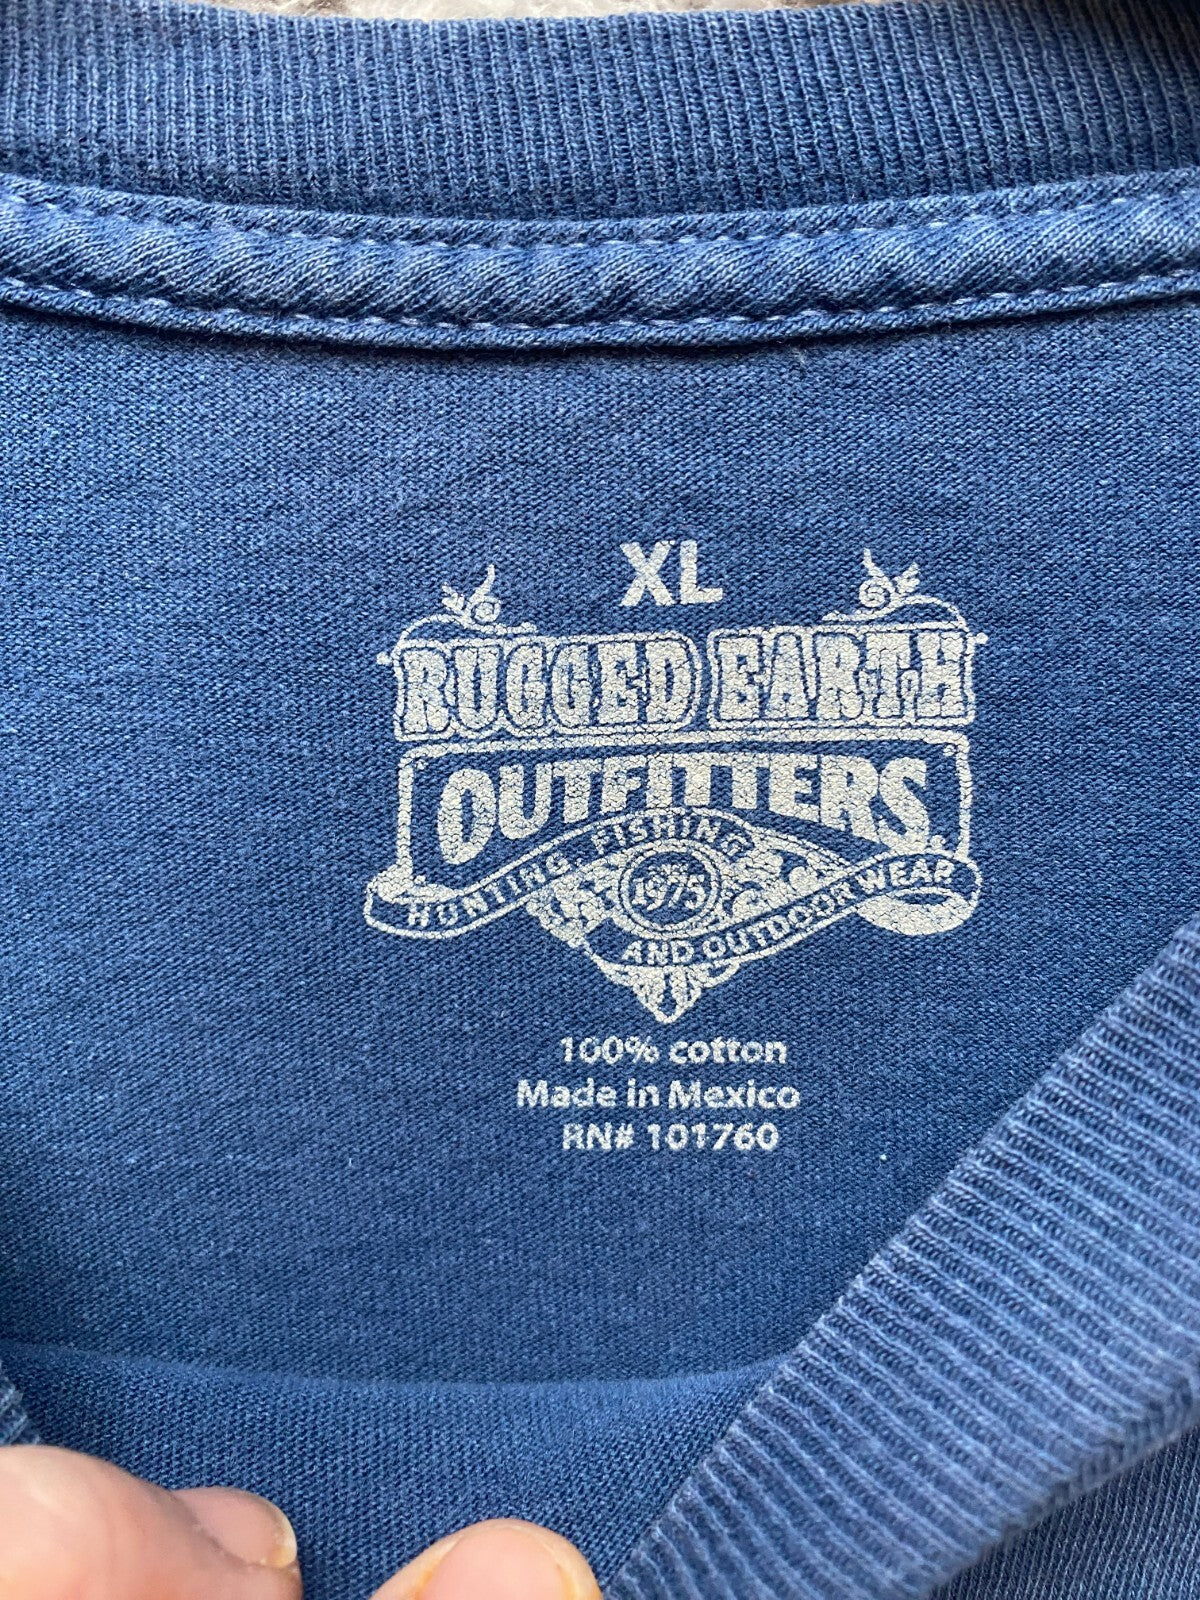 XL
RUGGED EARTH
OUTFITTERS
HUNTING, FISHING
1975
AND OUTDOOR WEAR
100% cotton
Made in Mexico
RN# 101760